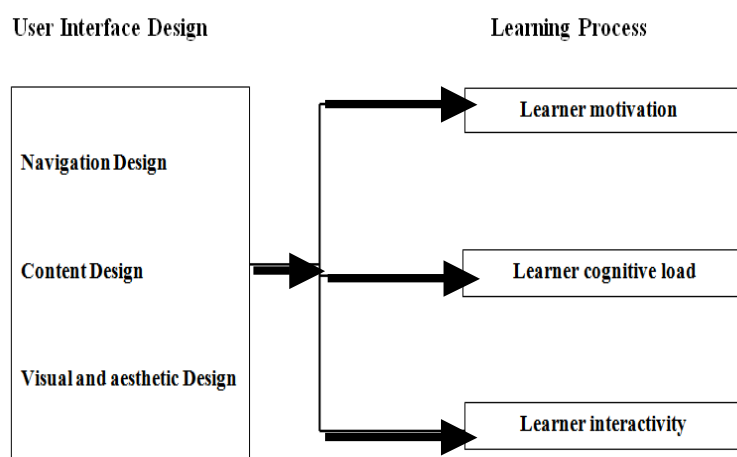 User Interface Design
Learning Process
Learner motivation
Navigation Design
Content Design
Learner cognitive load
Visual and aesthetic Design
Learner interactivity